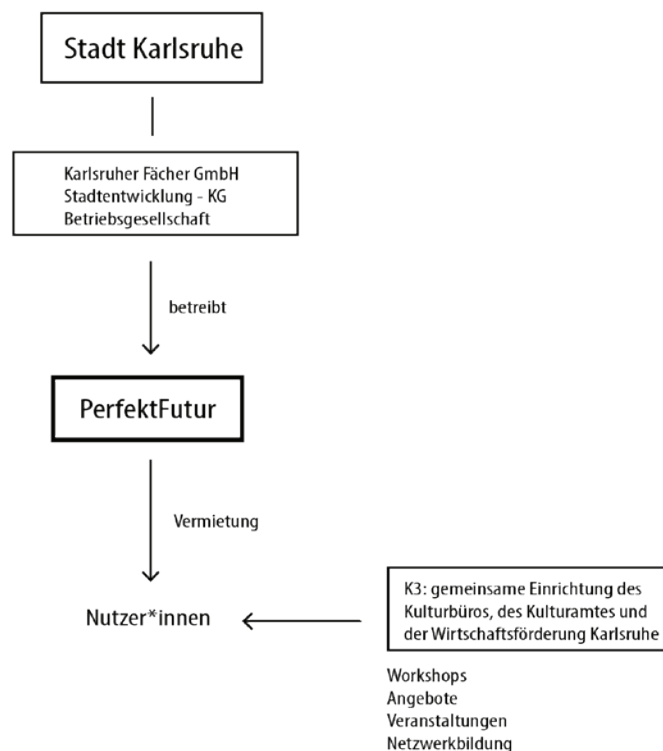 Stadt Karlsruhe
Karlsruher Fächer GmbH
Stadtentwicklung - KG
Betriebsgesellschaft
betreibt
PerfektFutur
Vermietung
Nutzer*innen
K3: gemeinsame Einrichtung des
Kulturbüros, des Kulturamtes und
der Wirtschaftsförderung Karlsruhe
Workshops
Angebote
Veranstaltungen
Netzwerkbildung